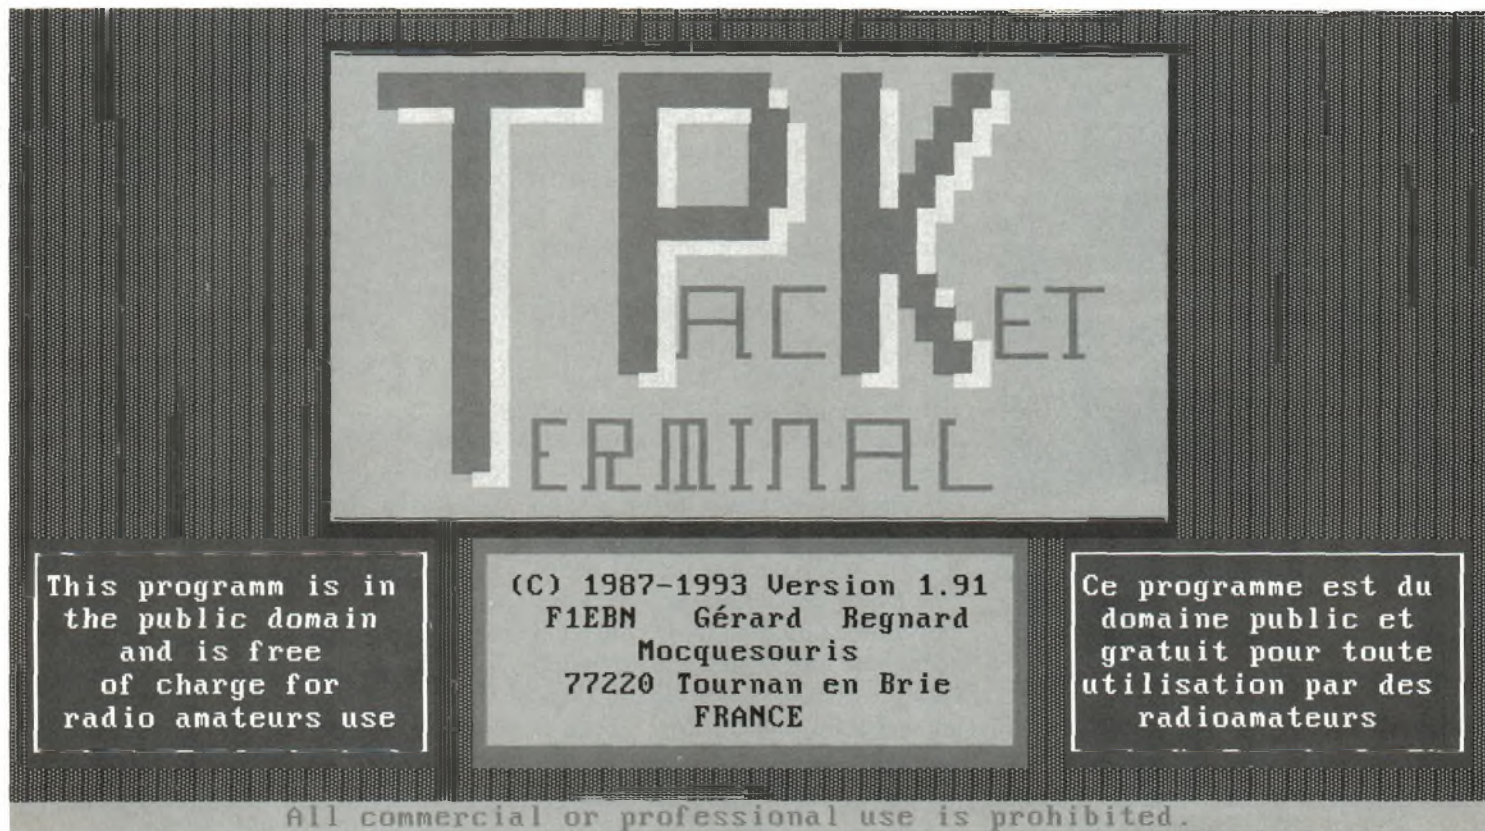 TPK
PACKET
TERMINAL
This programm is in
the public domain
and is free
of charge for
radio amateurs use
(C) 1987-1993 Version 1.91
F1EBN Gérard Regnard
Mocquesouris
77220 Tournan en Brie
FRANCE
Ce programme est du
domaine public et
gratuit pour toute
utilisation par des
radioamateurs
All commercial or professional use is prohibited.